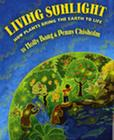 LIVING SUNLIGHT
HOW PLANTS BRING THE EARTH TO LIFE
BY Molly Bang & Penny Chisholm